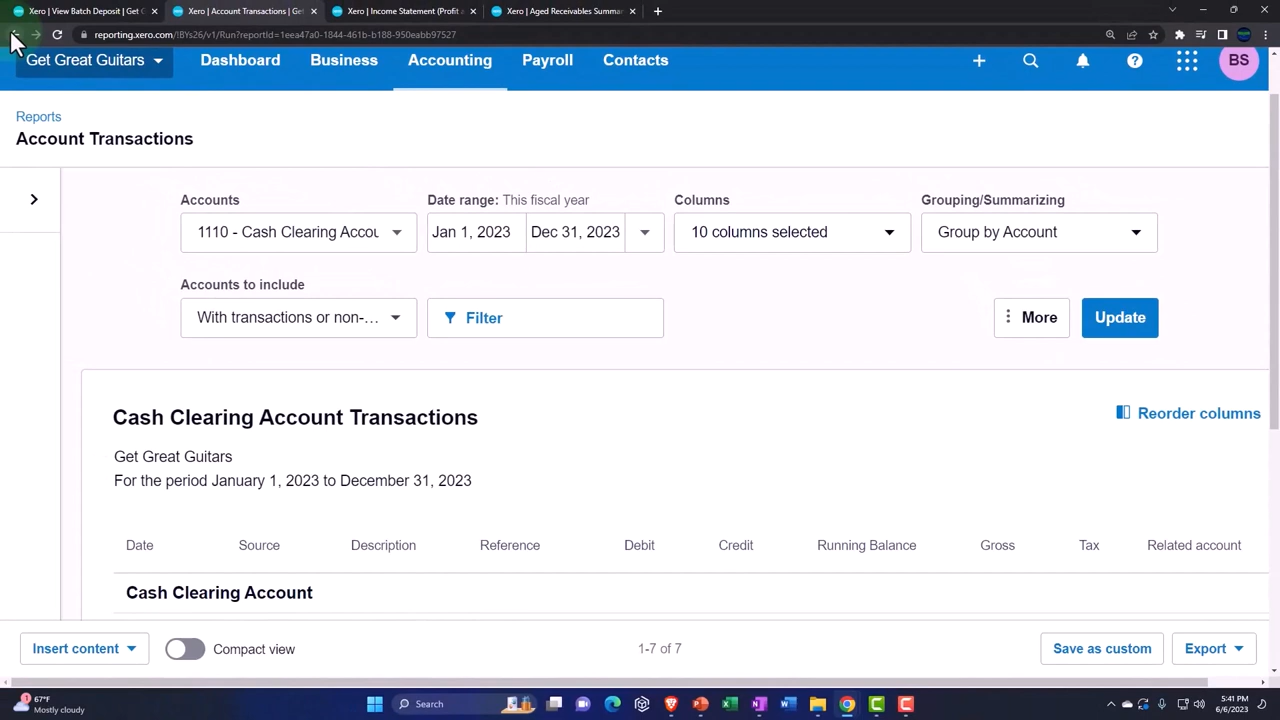 Xero | View Batch Deposit | Get G
Xero | Account Transactions | Get
Xero | Income Statement (Profit a
Xero | Aged Receivables Summar
reporting.xero.com/!BYs26/v1/Run?reportId=1eea47a0-1844-461b-b188-950eabb97527
Get Great Guitars
Dashboard
Business
Accounting
Payroll
Contacts
BS
Reports
Account Transactions
Accounts
Date range: This fiscal year
Columns
Grouping/Summarizing
1110 - Cash Clearing Accou
Jan 1, 2023
Dec 31, 2023
10 columns selected
Group by Account
Accounts to include
With transactions or non-...
Filter
More
Update
Cash Clearing Account Transactions
Reorder columns
Get Great Guitars
For the period January 1, 2023 to December 31, 2023
Date Source Description Reference Debit Credit Running Balance Gross Tax Related account
Cash Clearing Account
Insert content
Compact view
1-7 of 7
Save as custom
Export
1
67°F
Mostly cloudy
Search
5:41 PM
6/6/2023